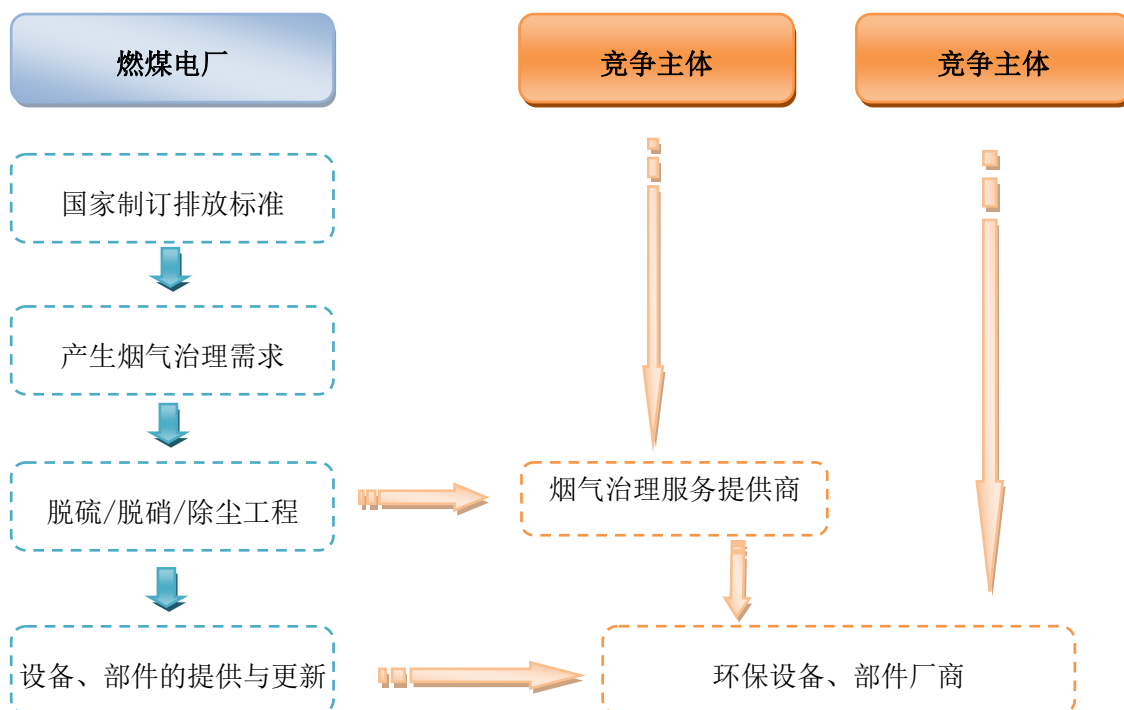 燃煤电厂
竞争主体
竞争主体
国家制订排放标准
产生烟气治理需求
脱硫/脱硝/除尘工程
烟气治理服务提供商
设备、部件的提供与更新
环保设备、部件厂商